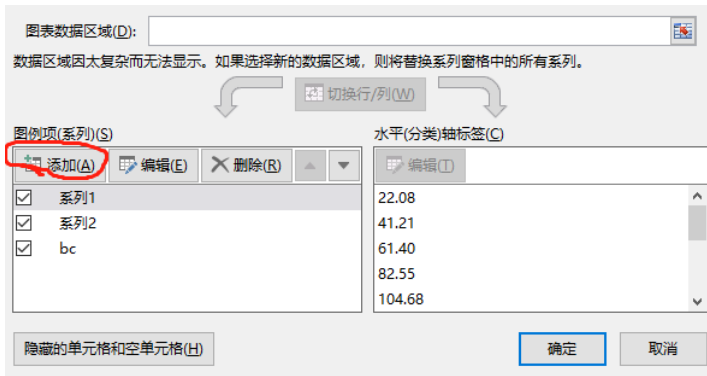 图表数据区域(D):
数据区域因太复杂而无法显示。如果选择新的数据区域，则将替换系列窗格中的所有系列。
切换行/列(W)
图例项(系列)(S)
水平(分类)轴标签(C)
添加(A) 编辑(E) 删除(R)
编辑(T)
系列1
系列2
bc
22.08
41.21
61.40
82.55
104.68
隐藏的单元格和空单元格(H)
确定 取消